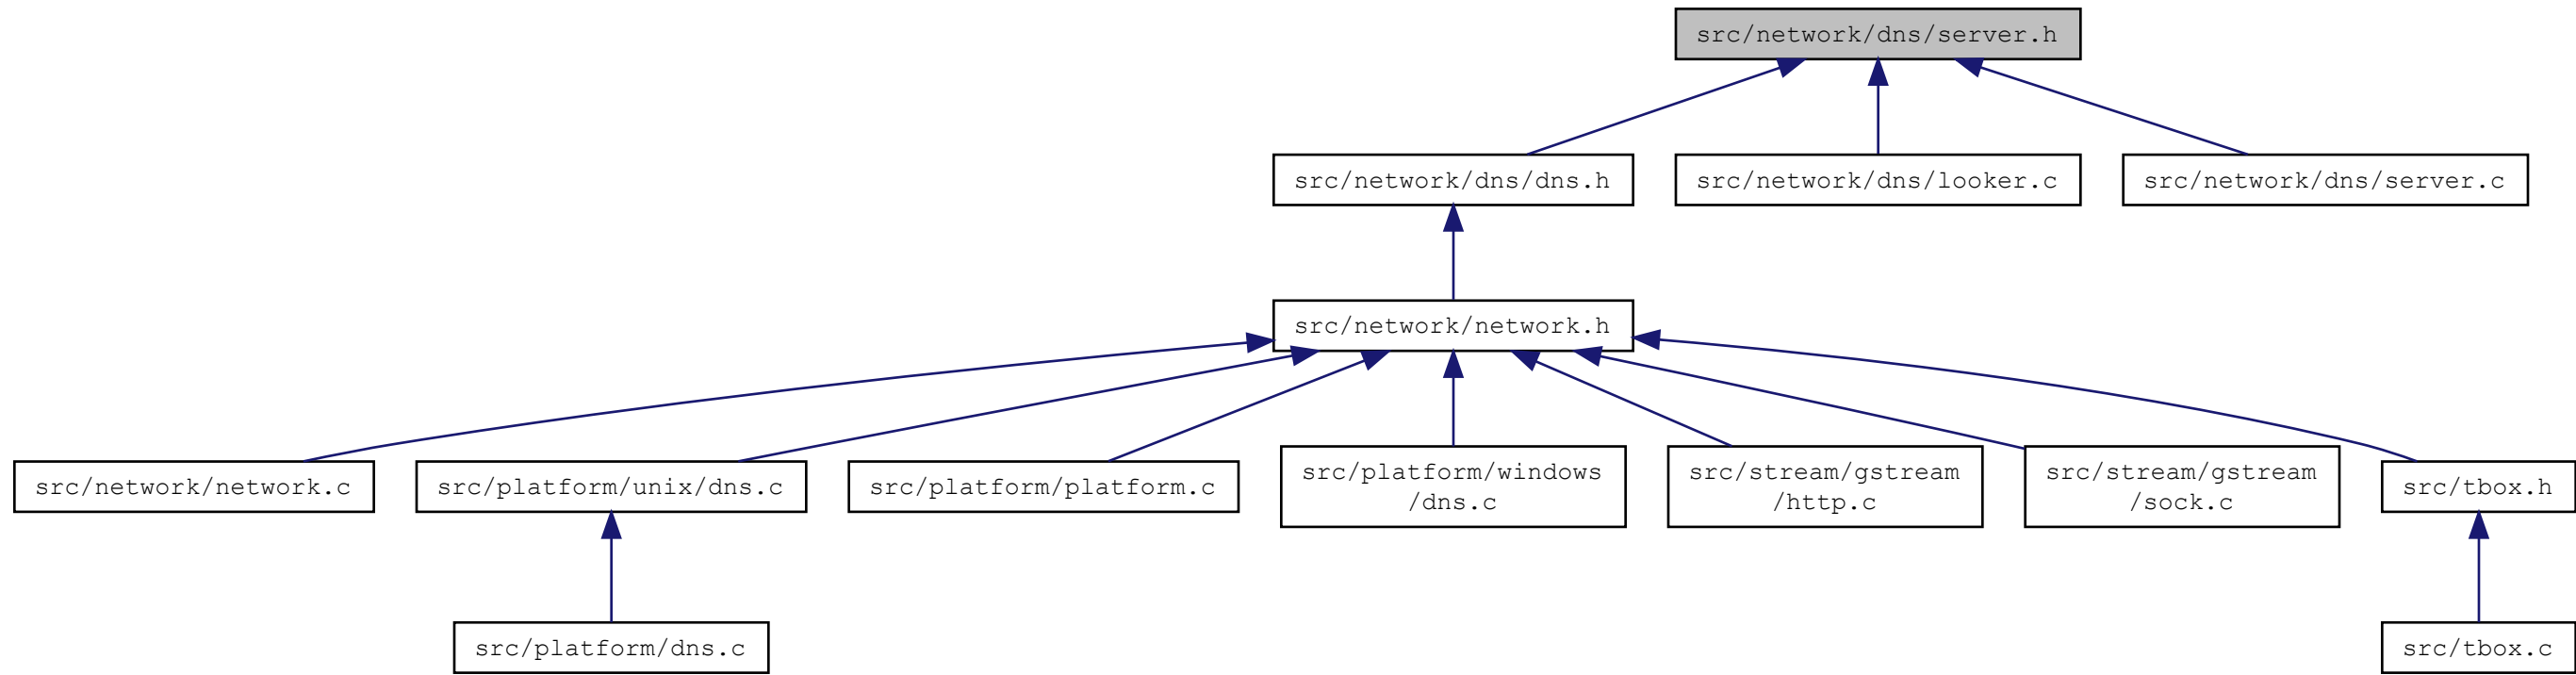 src/network/dns/server.h
src/network/dns/dns.h
src/network/dns/looker.c
src/network/dns/server.c
src/network/network.h
src/network/network.c
src/platform/unix/dns.c
src/platform/platform.c
src/platform/windows
/dns.c
src/stream/gstream
/http.c
src/stream/gstream
/sock.c
src/tbox.h
src/platform/dns.c
src/tbox.c